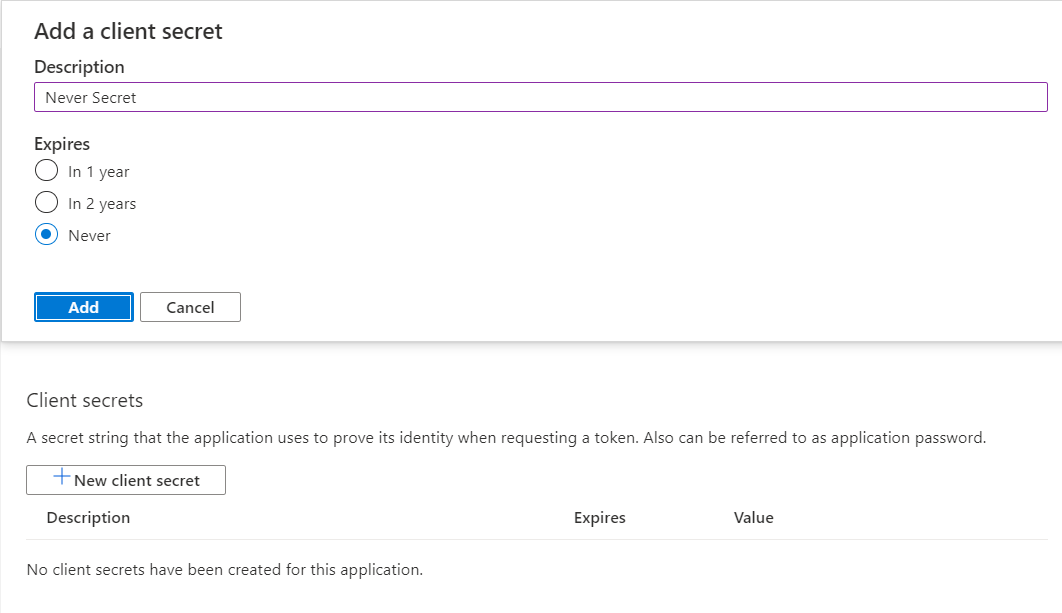 Add a client secret
Description
Never Secret
Expires
In 1 year
In 2 years
Never
Add Cancel
Client secrets
A secret string that the application uses to prove its identity when requesting a token. Also can be referred to as application password.
New client secret
Description Expires Value
No client secrets have been created for this application.